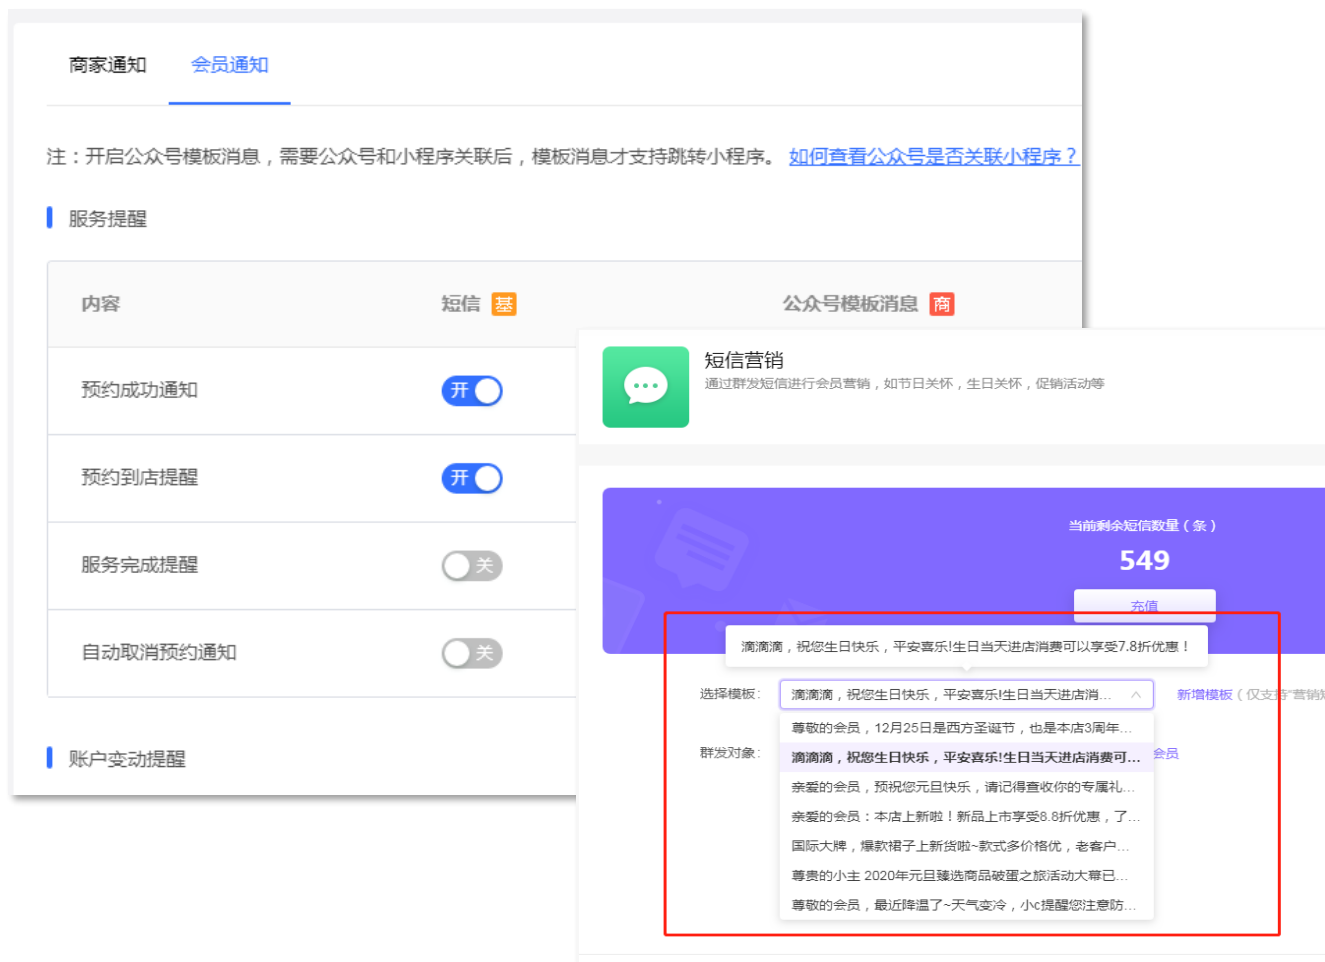 商家通知
会员通知
注：开启公众号模板消息，需要公众号和小程序关联后，模板消息才支持跳转小程序。 如何查看公众号是否关联小程序？
服务提醒
内容 短信 基 公众号模板消息 商
预约成功通知 开
预约到店提醒 开
服务完成提醒 关
自动取消预约通知 关
账户变动提醒
短信营销
通过群发短信进行会员营销，如节日关怀，生日关怀，促销活动等
当前剩余短信数量（条）
549
充值
滴滴滴，祝您生日快乐，平安喜乐!生日当天进店消费可以享受7.8折优惠！
选择模板： 滴滴滴，祝您生日快乐，平安喜乐!生日当天进店消... 新增模板（仅支持“营销
群发对象： 会员
尊敬的会员，12月25日是西方圣诞节，也是本店3周年...
滴滴滴，祝您生日快乐，平安喜乐!生日当天进店消费可...
亲爱的会员，预祝您元旦快乐，请记得查收你的专属礼...
亲爱的会员：本店上新啦！新品上市享受8.8折优惠，了...
国际大牌，爆款裙子上新货啦~款式多价格优，老客户...
尊贵的小主 2020年元旦臻选商品破蛋之旅活动大幕已...
尊敬的会员，最近降温了~天气变冷，小c提醒您注意防...